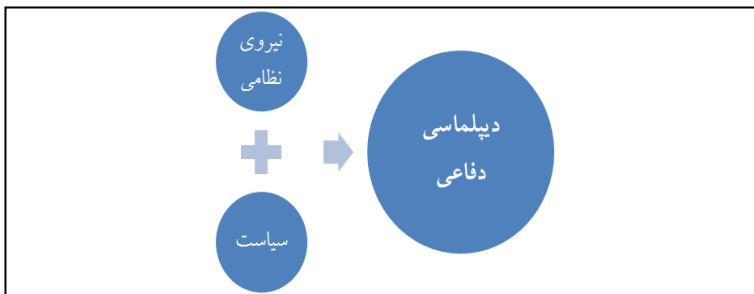 نیروی
نظامی
سیاست
دیپلماسی
دفاعی